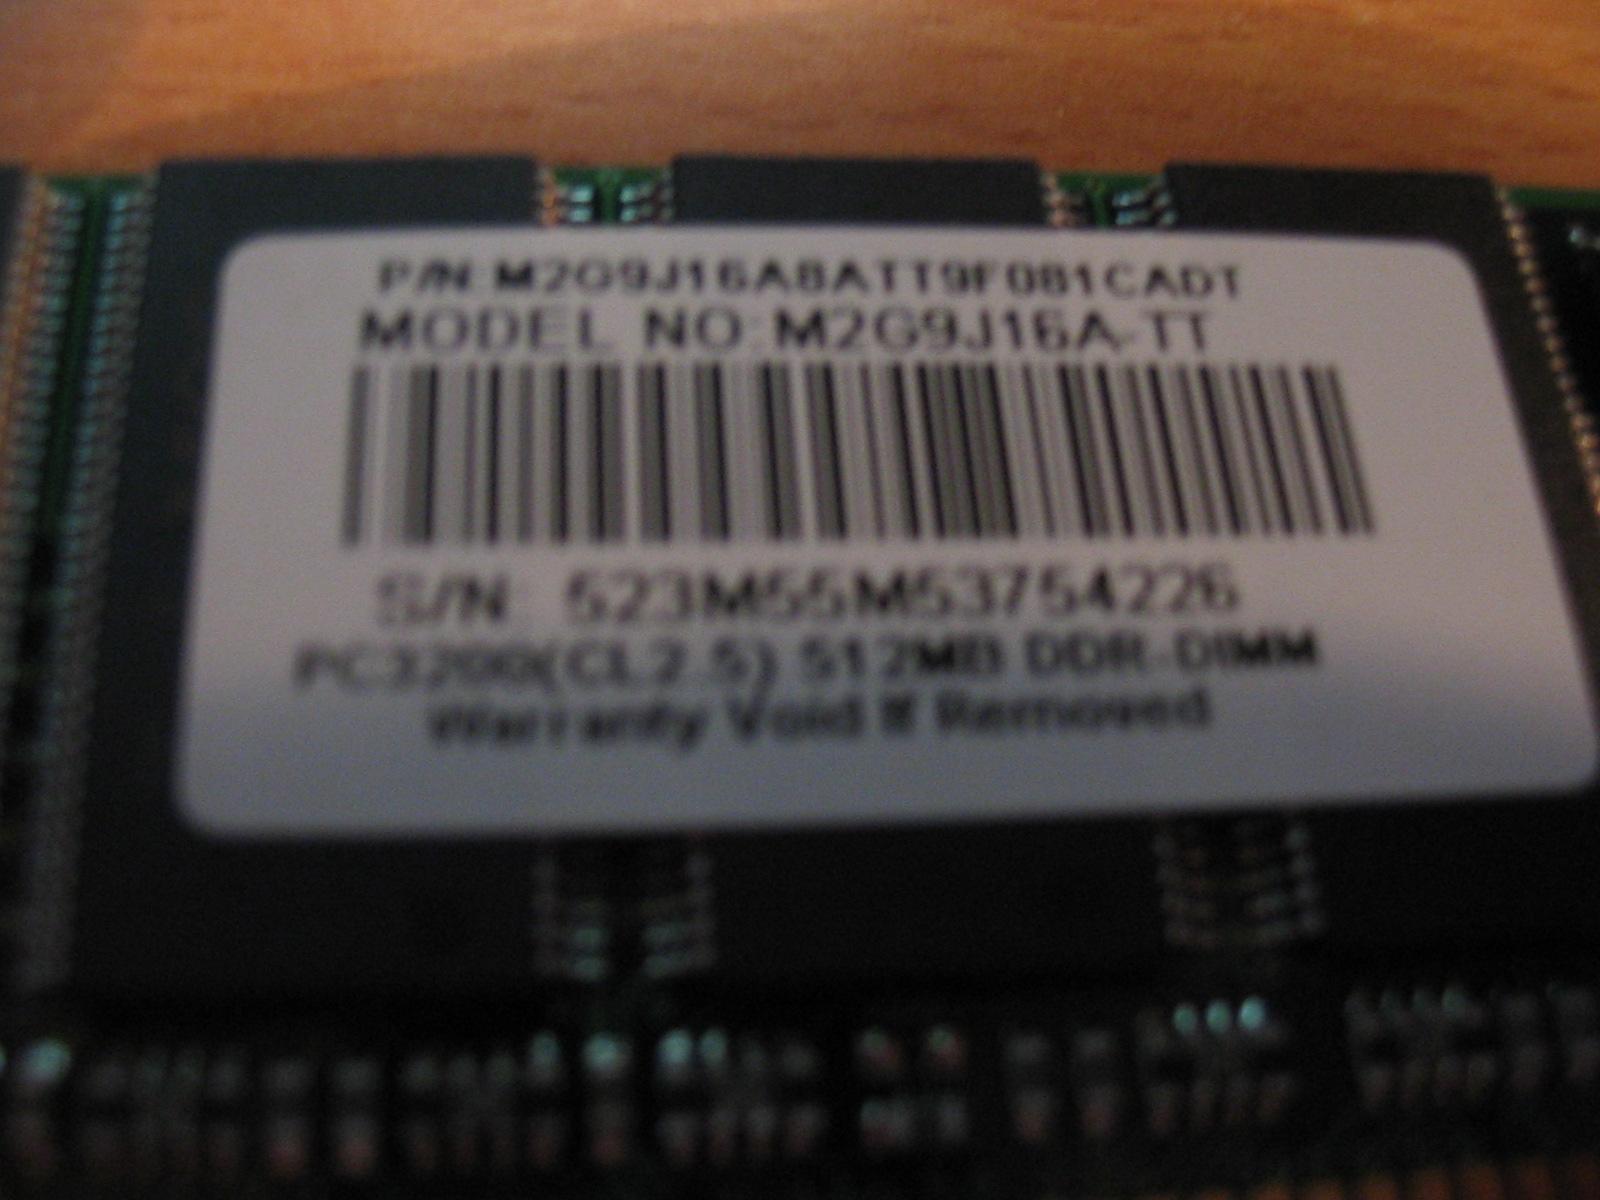 P/N:M2G9J16A8ATT9F081CADT
MODEL NO:M2G9J16A-TT
S/N: 523M55M53754226
PC3200(CL2.5) 512MB DDR-DIMM
Warranty Void If Removed